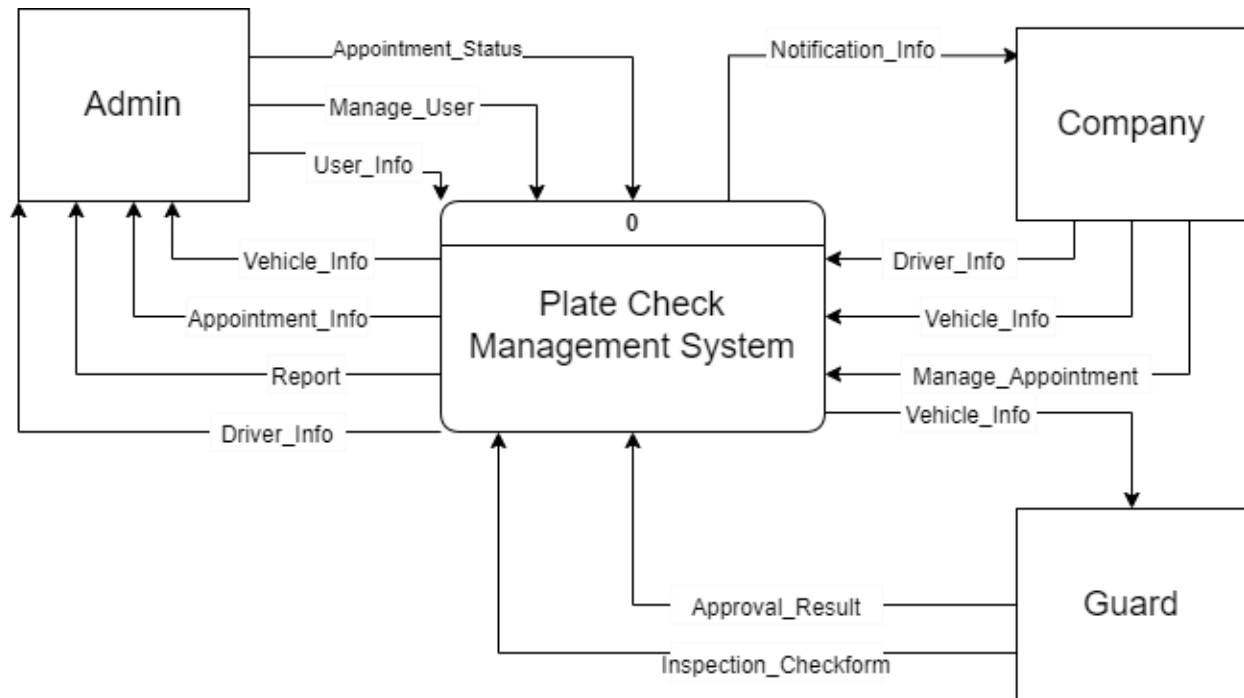 Appointment_Status
Notification_Info
Admin
Manage_User
Company
User_Info
0
Vehicle_Info
Driver_Info
Plate Check
Management System
Appointment_Info
Vehicle_Info
Report
Manage_Appointment
Vehicle_Info
Driver_Info
Approval_Result
Guard
Inspection_Checkform